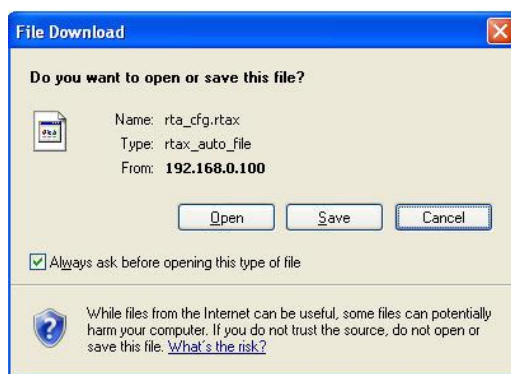 File Download
Do you want to open or save this file?
Name: rta_cfg.rtax
Type: rtax_auto_file
From: 192.168.0.100
Open Save Cancel
Always ask before opening this type of file
While files from the Internet can be useful, some files can potentially
harm your computer. If you do not trust the source, do not open or
save this file. What's the risk?